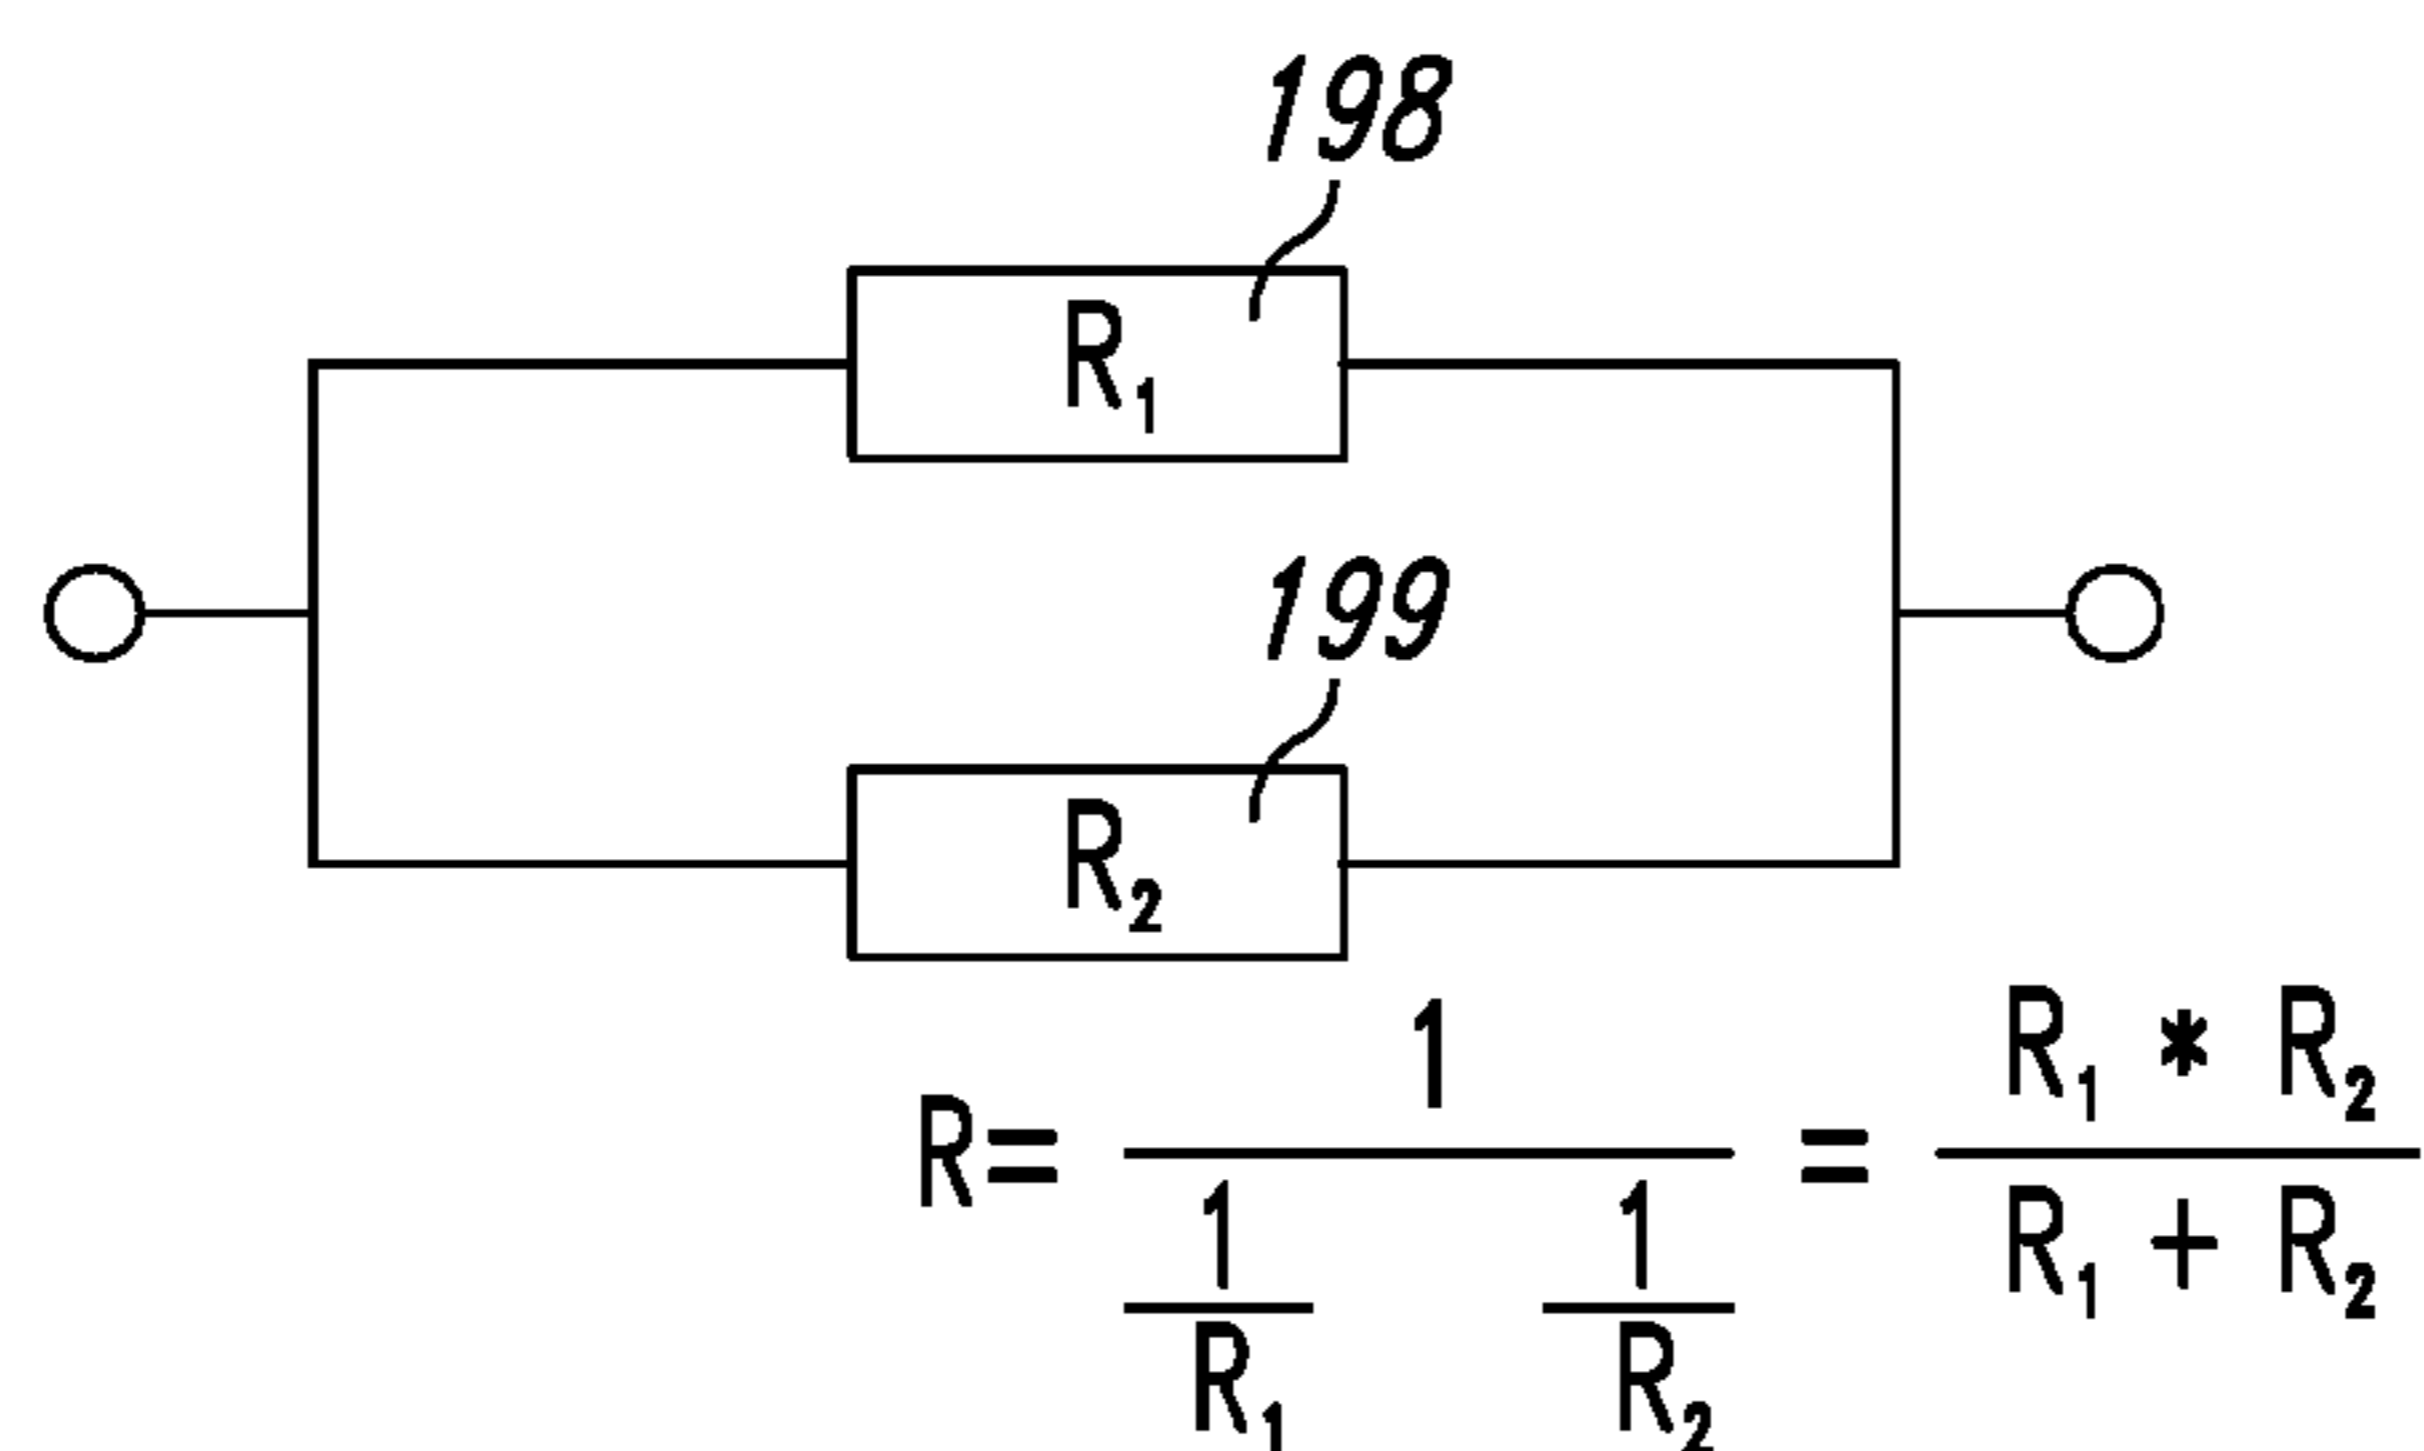 198
R₁
199
R₂
R= 1 / (1/R₁ 1/R₂) = R₁ * R₂ / R₁ + R₂